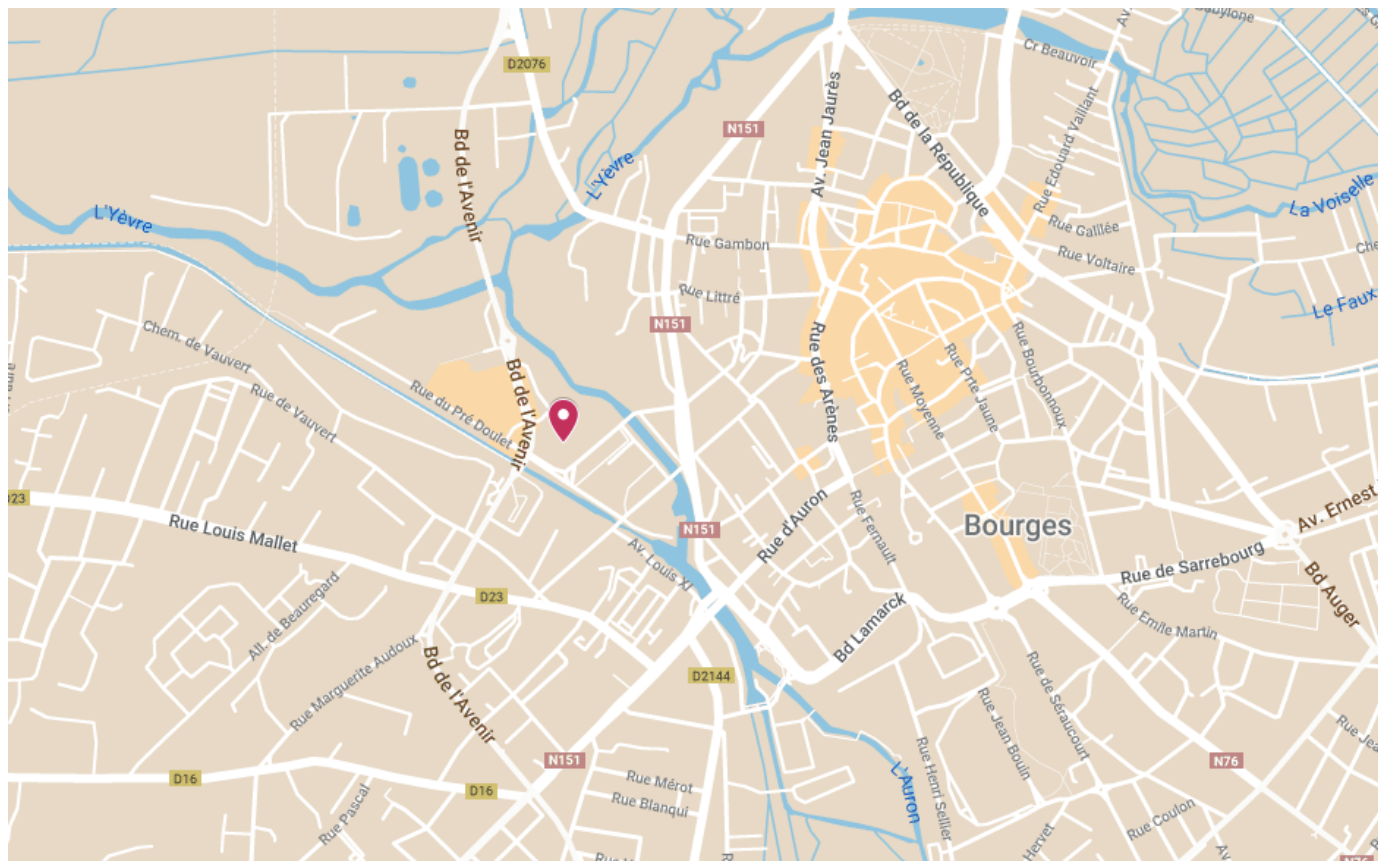 Cr Beauvoir
D2076
Av. Jean Jaurès
Bd de la République
Rue Edouard Vaillant
N151
Bd de l'Avenir
L'Yèvre
L'Yèvre
La Voiselle
Rue Galilée
Rue Gambon
Rue Voltaire
Rue Littré
Le Faux
N151
Chem. de Vauvert
Rue de Vauvert
Rue du Pré Doulet
Bd de l'Avenir
Rue des Arènes
Rue Moyenne
Rue Prte Jaune
Rue Bourbonnoux
D23
Rue Louis Mallet
N151
Rue d'Auron
Rue Fernault
Bourges
Av. Ernest
Av. Louis XI
Rue de Sarrebourg
Bd Auger
D23
All. de Beauregard
Bd Lamarck
Rue Emile Martin
Rue Marguerite Audoux
Bd de l'Avenir
D2144
Rue de Séraucourt
Rue Jean Bouin
Rue Henri Sellier
L'Auron
N151
N76
D16
D16
Rue Mérot
Rue Blanqui
Rue Pascal
Rue Coulon
Hervet
Av
N76